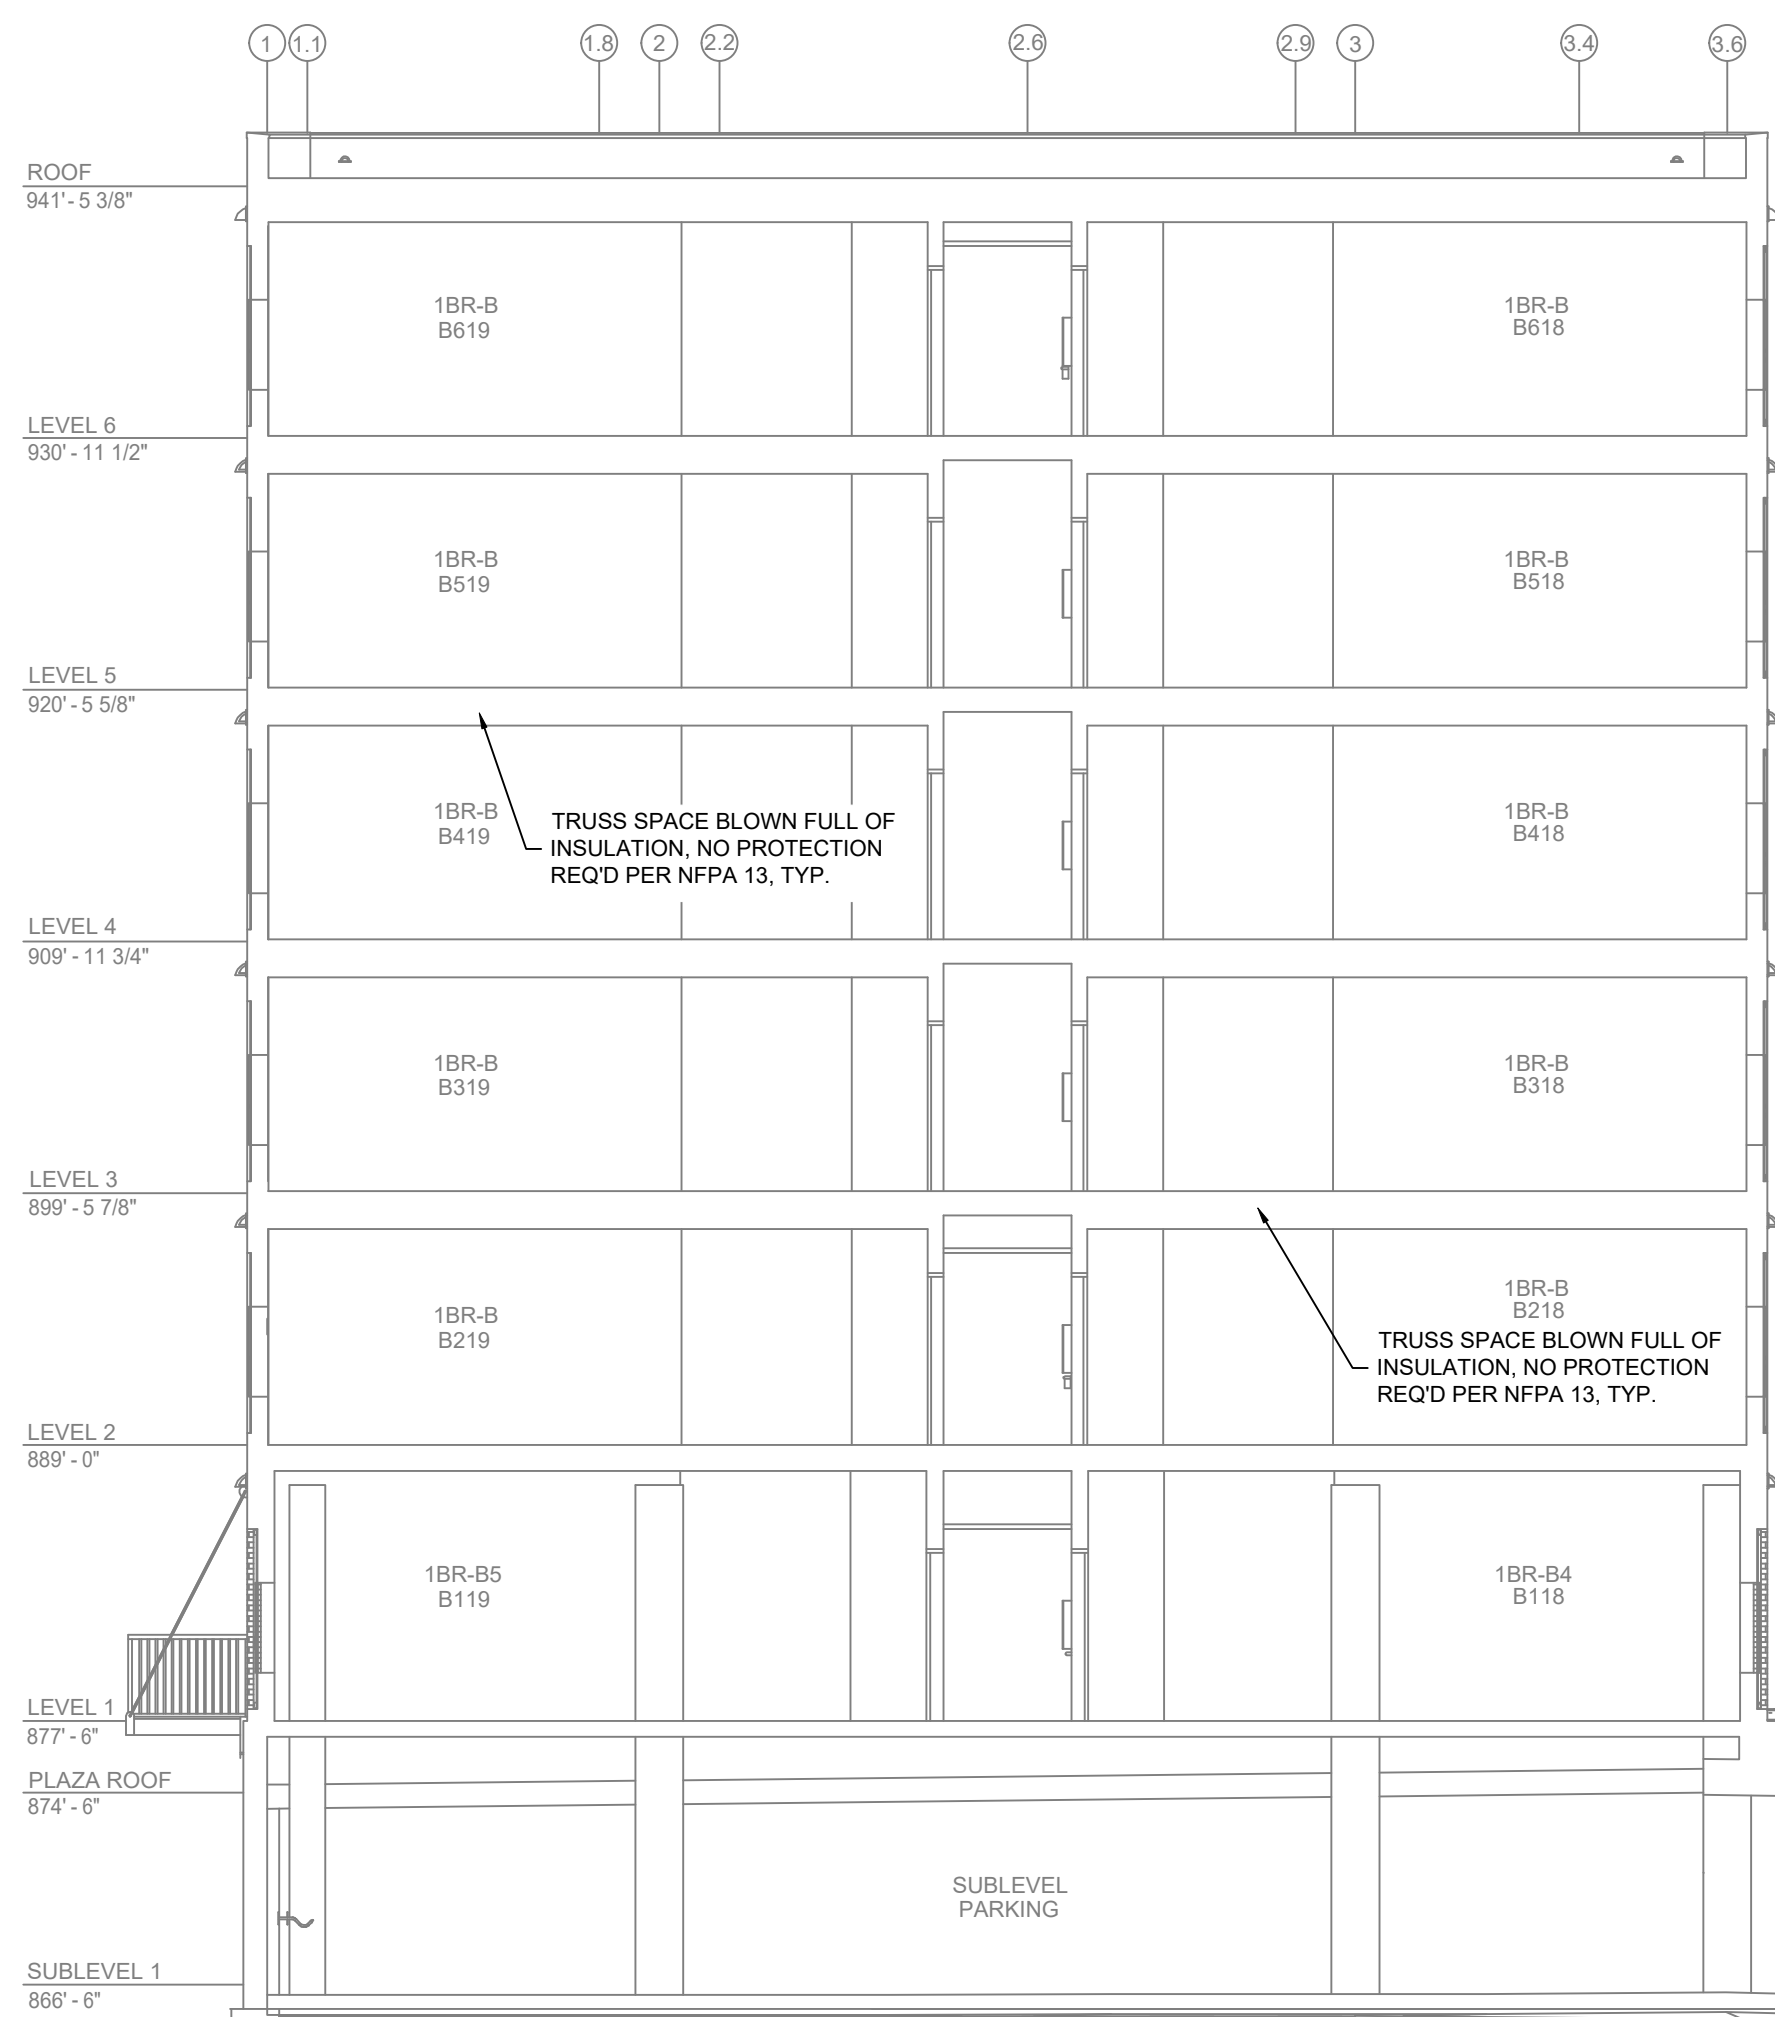 1 1.1 1.8 2 2.2 2.6 2.9 3 3.4 3.6
ROOF
941' - 5 3/8"
1BR-B
B619
1BR-B
B618
LEVEL 6
930' - 11 1/2"
1BR-B
B519
1BR-B
B518
LEVEL 5
920' - 5 5/8"
1BR-B
B419
TRUSS SPACE BLOWN FULL OF
INSULATION, NO PROTECTION
REQ'D PER NFPA 13, TYP.
1BR-B
B418
LEVEL 4
909' - 11 3/4"
1BR-B
B319
1BR-B
B318
LEVEL 3
899' - 5 7/8"
1BR-B
B219
1BR-B
B218
TRUSS SPACE BLOWN FULL OF
INSULATION, NO PROTECTION
REQ'D PER NFPA 13, TYP.
LEVEL 2
889' - 0"
1BR-B5
B119
1BR-B4
B118
LEVEL 1
877' - 6"
PLAZA ROOF
874' - 6"
SUBLEVEL
PARKING
SUBLEVEL 1
866' - 6"